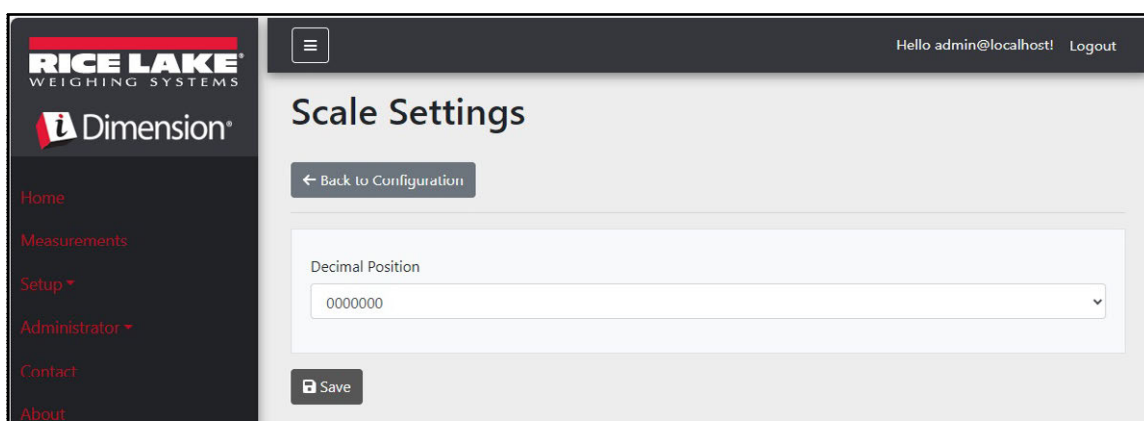 RICE LAKE®
WEIGHING SYSTEMS
iDimension®
Home
Measurements
Setup
Administrator
Contact
About
Hello admin@localhost! Logout
Scale Settings
← Back to Configuration
Decimal Position
0000000
Save